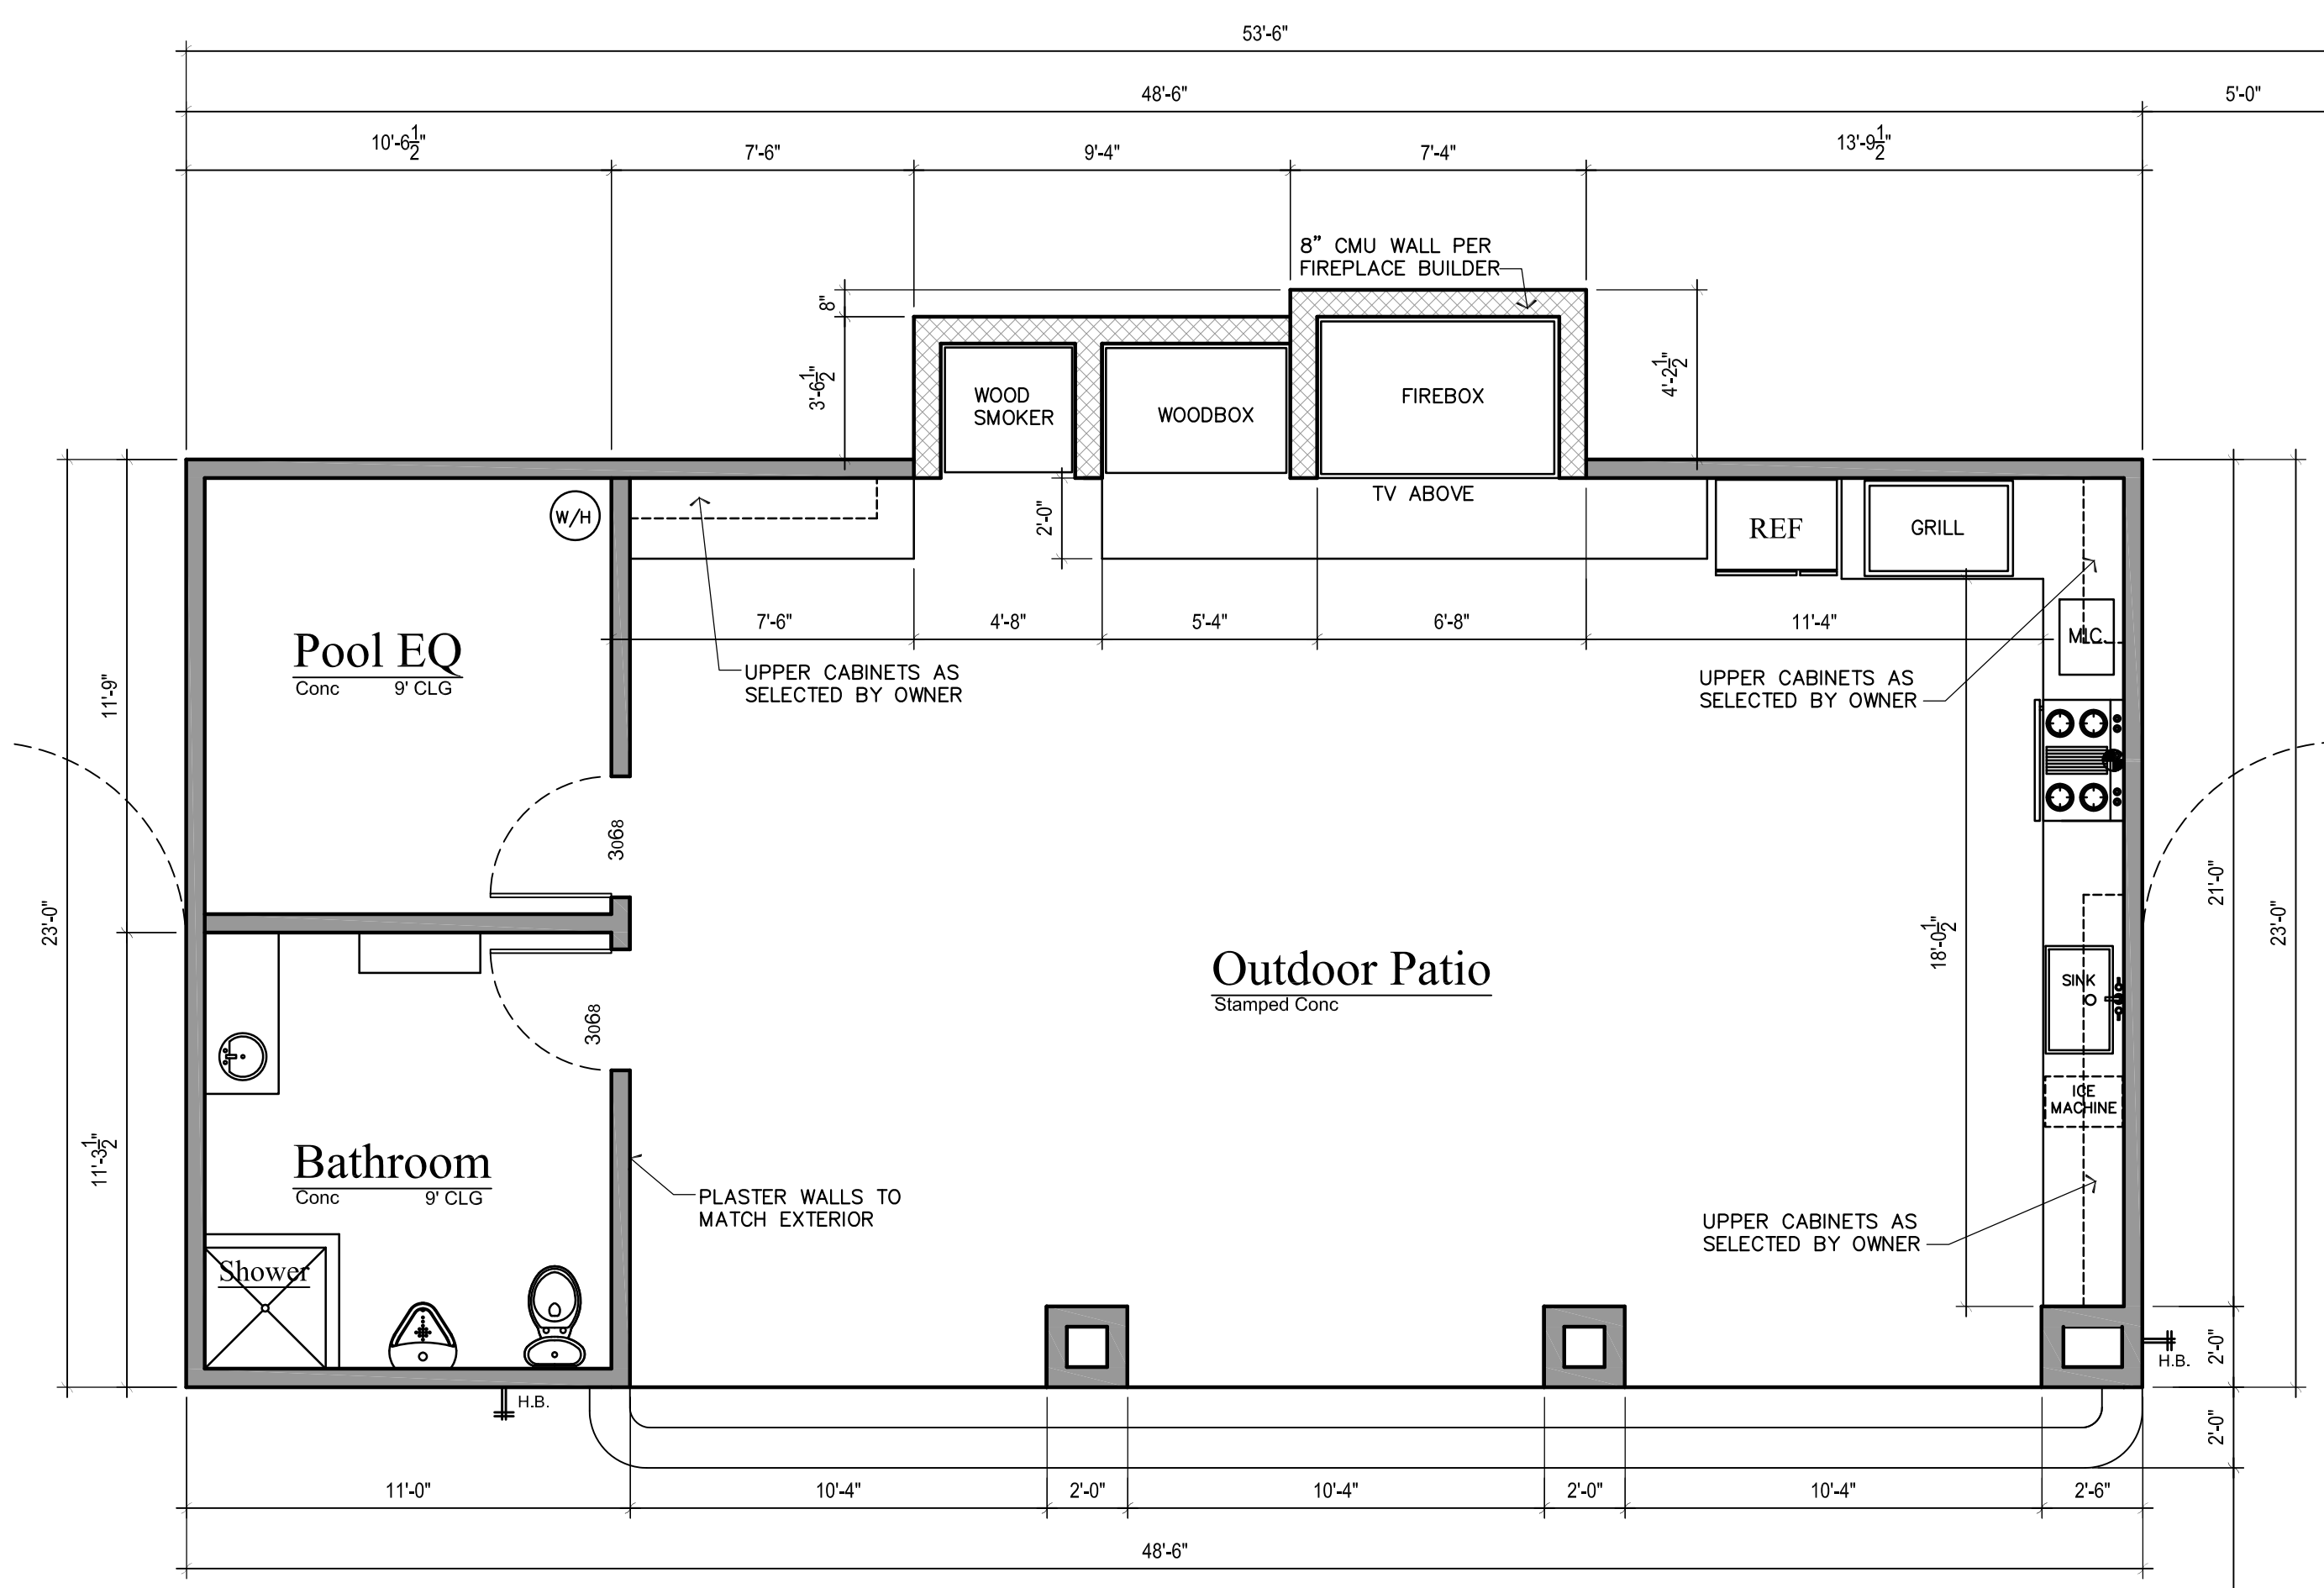 53'-6"
48'-6"
5'-0"
10'-6 1/2"
7'-6"
9'-4"
7'-4"
13'-9 1/2"
8" CMU WALL PER
FIREPLACE BUILDER
8"
3'-6 1/2"
4'-2 1/2"
WOOD
SMOKER
WOODBOX
FIREBOX
TV ABOVE
W/H
2'-0"
REF
GRILL
7'-6"
4'-8"
5'-4"
6'-8"
11'-4"
MIC.
Pool EQ
Conc 9' CLG
UPPER CABINETS AS
SELECTED BY OWNER
UPPER CABINETS AS
SELECTED BY OWNER
11'-9"
3068
23'-0"
18'-0 1/2"
21'-0"
23'-0"
Outdoor Patio
Stamped Conc
SINK
3068
ICE
MACHINE
11'-3 1/2"
Bathroom
Conc 9' CLG
PLASTER WALLS TO
MATCH EXTERIOR
UPPER CABINETS AS
SELECTED BY OWNER
Shower
2'-0"
H.B.
H.B.
2'-0"
11'-0"
10'-4"
2'-0"
10'-4"
2'-0"
10'-4"
2'-6"
48'-6"